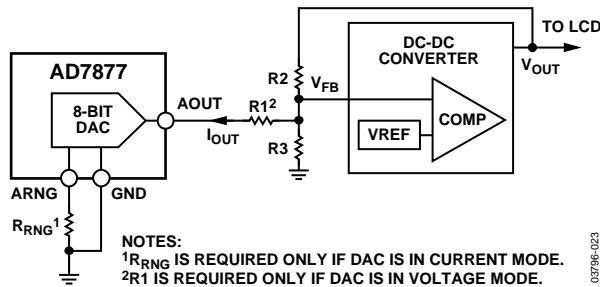 TO LCD
DC-DC
CONVERTER
AD7877
R2
VFB
VOUT
AOUT
R1²
8-BIT
DAC
COMP
VREF
IOUT
R3
ARNG
GND
RRNG¹
NOTES:
¹RRNG IS REQUIRED ONLY IF DAC IS IN CURRENT MODE.
²R1 IS REQUIRED ONLY IF DAC IS IN VOLTAGE MODE.
03796-023